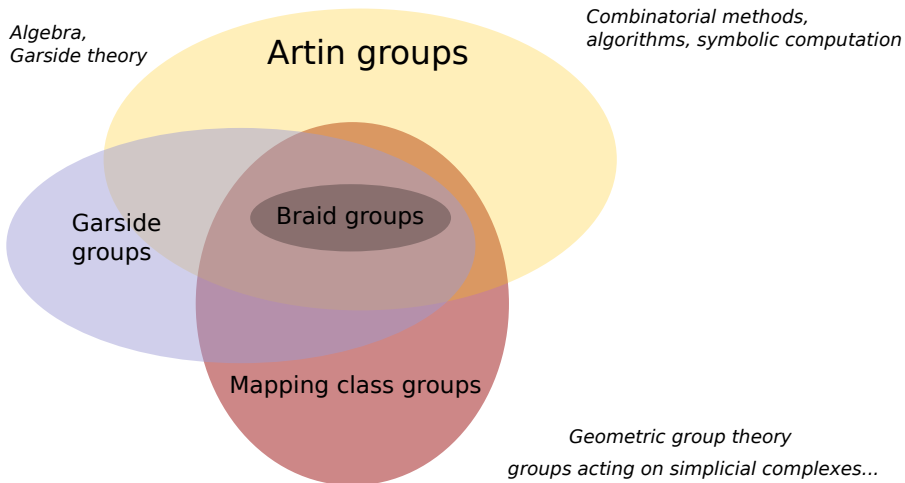 Algebra,
Garside theory
Combinatorial methods,
algorithms, symbolic computation
Artin groups
Braid groups
Garside
groups
Mapping class groups
Geometric group theory
groups acting on simplicial complexes...